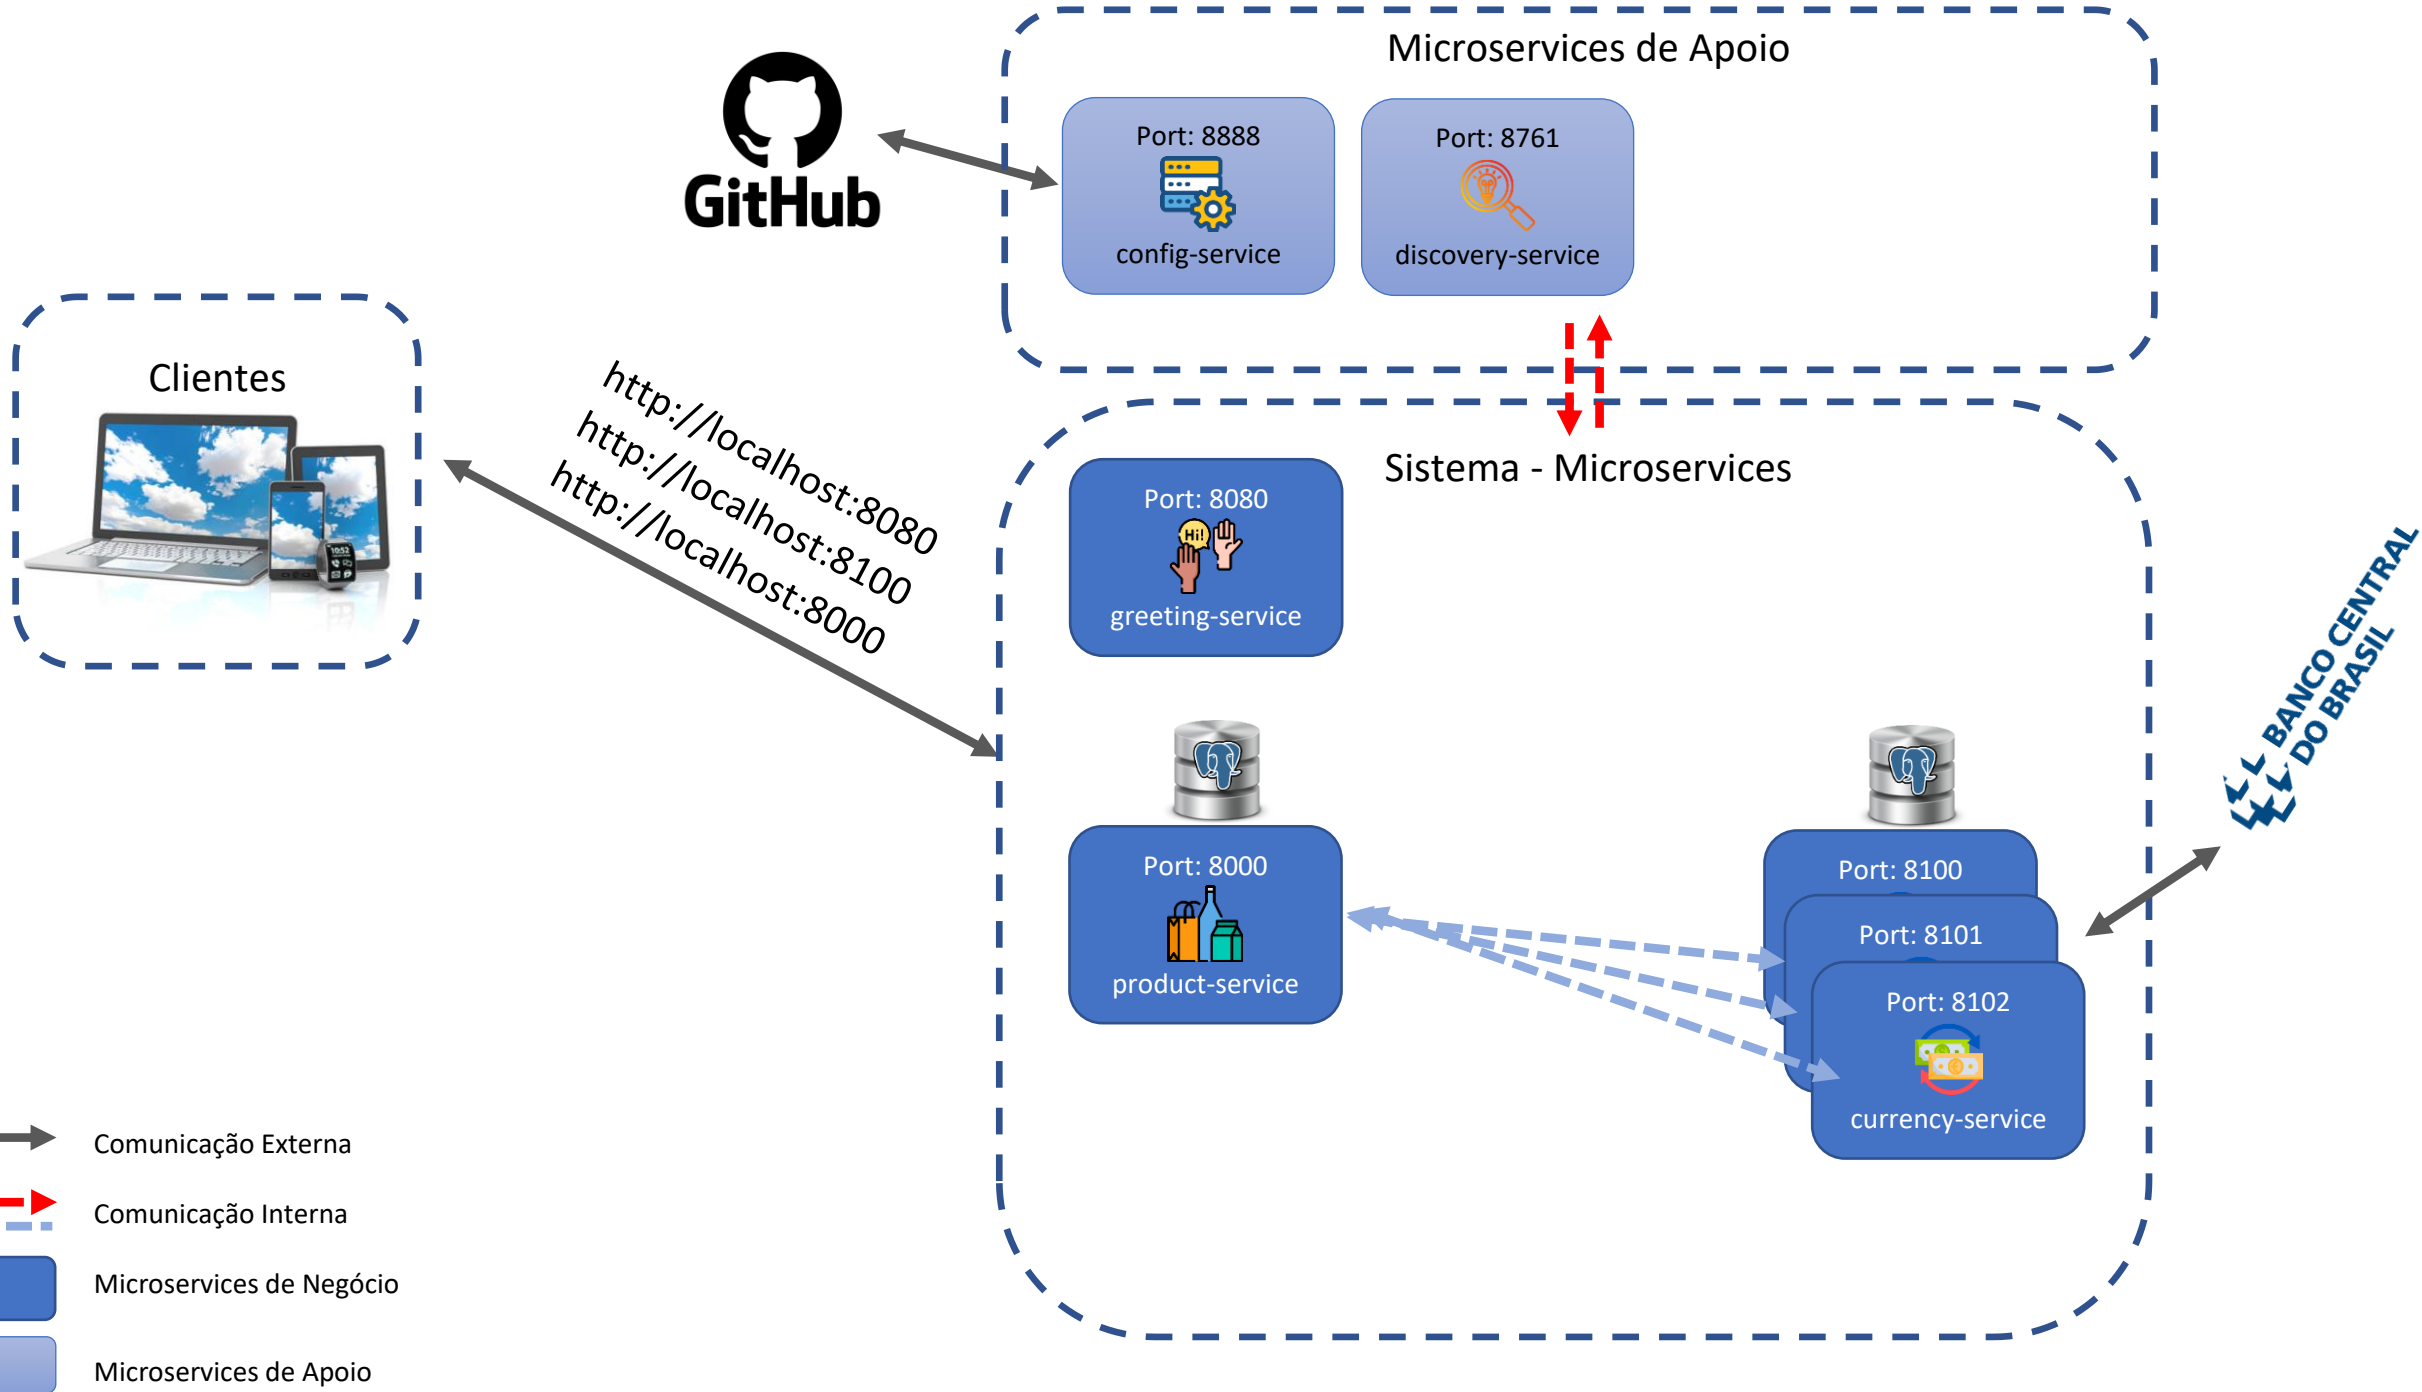 Microservices de Apoio
GitHub
Port: 8888
config-service
Port: 8761
discovery-service
Clientes
10:52
http://localhost:8080
http://localhost:8100
http://localhost:8000
Sistema - Microservices
Port: 8080
Hi!
greeting-service
BANCO CENTRAL
DO BRASIL
Port: 8000
product-service
Port: 8100
Port: 8101
Port: 8102
currency-service
Comunicação Externa
Comunicação Interna
Microservices de Negócio
Microservices de Apoio